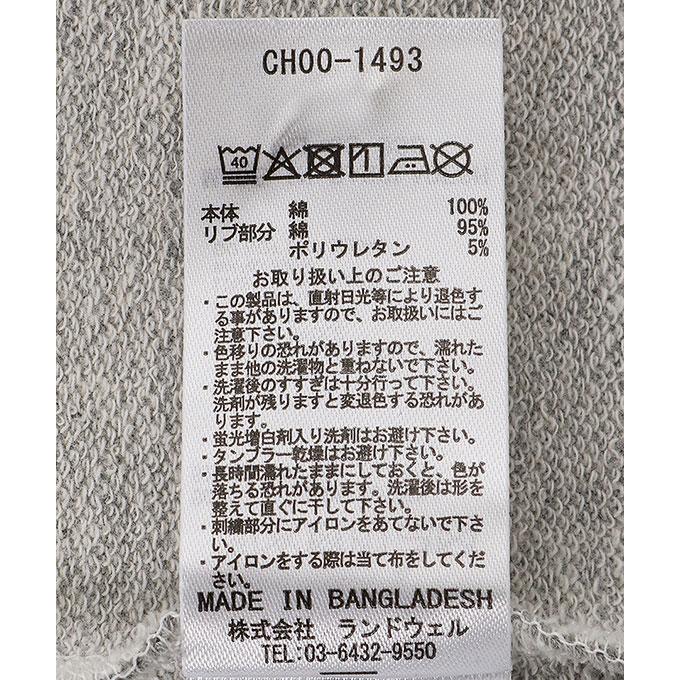 CH00-1493
40
本体 綿 100%
リブ部分 綿 95%
ポリウレタン 5%
お取り扱い上のご注意
・この製品は、直射日光等により退色す
る事がありますので、お取扱いにはご
注意下さい。
・色移りの恐れがありますので、濡れた
まま他の洗濯物と重ねないで下さい。
・洗濯後のすすぎは十分行って下さい。
洗剤が残りますと変退色する恐れがあ
ります。
・蛍光増白剤入り洗剤はお避け下さい。
・タンブラー乾燥はお避け下さい。
・長時間濡れたままにしておくと、色が
落ちる恐れがあります。洗濯後は形を
整えて直ぐに干して下さい。
・刺繍部分にアイロンをあてないで下さ
い。
・アイロンをする際は当て布をしてくだ
さい。
MADE IN BANGLADESH
株式会社 ランドウェル
TEL:03-6432-9550